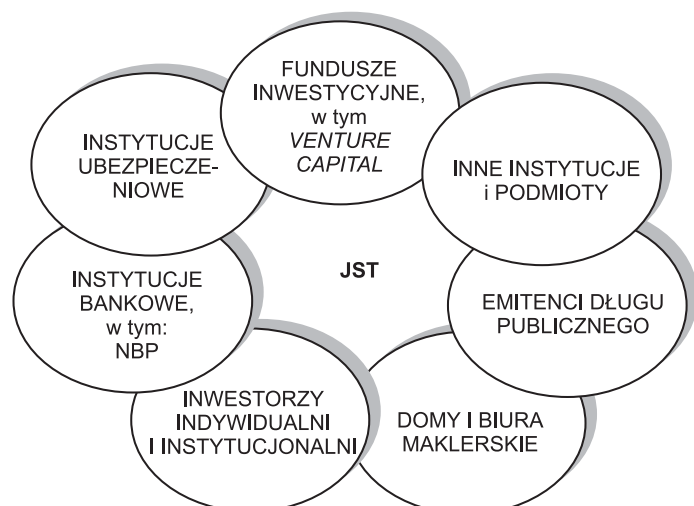 FUNDUSZE
INWESTYCYJNE,
w tym
VENTURE
CAPITAL
INNE INSTYTUCJE
i PODMIOTY
EMITENCI DŁUGU
PUBLICZNEGO
DOMY I BIURA
MAKLERSKIE
INWESTORZY
INDYWIDUALNI
I INSTYTUCJONALNI
INSTYTUCJE
BANKOWE,
w tym:
NBP
INSTYTUCJE
UBEZPIECZE-
NIOWE
JST